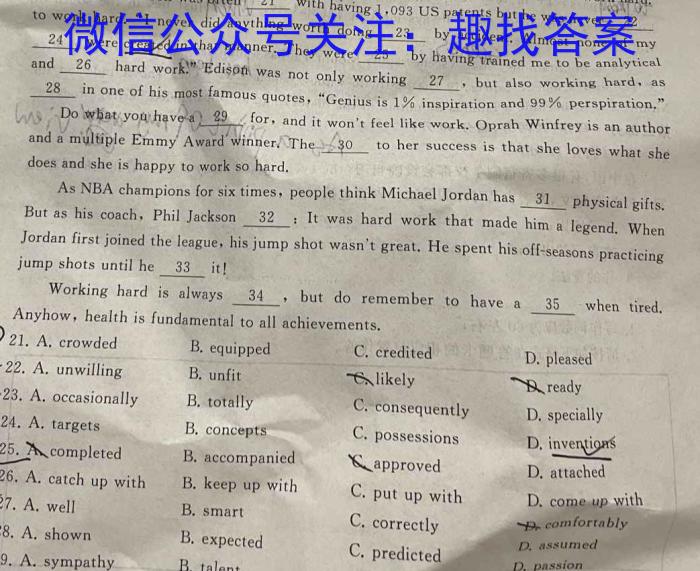 21 with having 1,093 US patents but he w
to work hard. "I never did anything worth doing 23 by
24 were created in that manner. They were 25 by having trained me to be analytical
微信公众号关注：趣找答案
and 26 hard work." Edison was not only working 27 , but also working hard, as
28 in one of his most famous quotes, "Genius is 1% inspiration and 99% perspiration."
Do what you have a 29 for, and it won't feel like work. Oprah Winfrey is an author
and a multiple Emmy Award winner. The 30 to her success is that she loves what she
does and she is happy to work so hard.
As NBA champions for six times, people think Michael Jordan has 31 physical gifts.
But as his coach, Phil Jackson 32 : It was hard work that made him a legend. When
Jordan first joined the league, his jump shot wasn't great. He spent his off-seasons practicing
jump shots until he 33 it!
Working hard is always 34 , but do remember to have a 35 when tired.
Anyhow, health is fundamental to all achievements.
21. A. crowded B. equipped C. credited D. pleased
22. A. unwilling B. unfit C. likely D. ready
23. A. occasionally B. totally C. consequently D. specially
24. A. targets B. concepts C. possessions D. inventions
25. A. completed B. accompanied C. approved D. attached
26. A. catch up with B. keep up with C. put up with D. come up with
27. A. well B. smart C. correctly D. comfortably
28. A. shown B. expected C. predicted D. assumed
9. A. sympathy B. talent D. passion